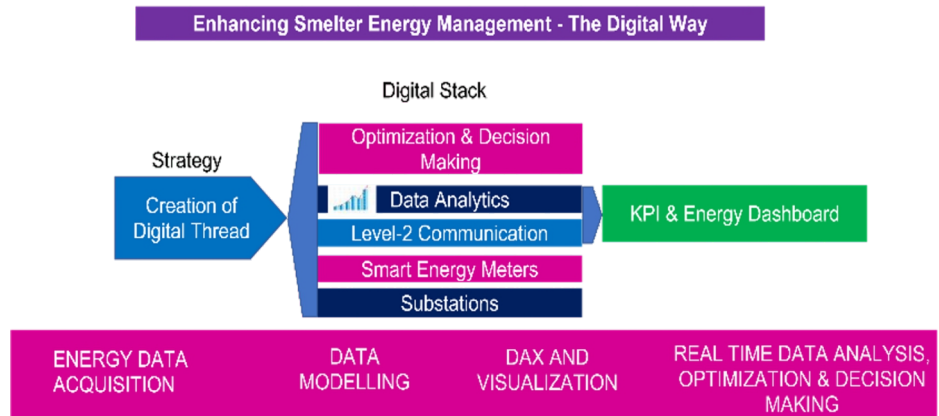 Enhancing Smelter Energy Management - The Digital Way
Digital Stack
Strategy
Creation of
Digital Thread
Optimization & Decision
Making
Data Analytics
Level-2 Communication
Smart Energy Meters
Substations
KPI & Energy Dashboard
ENERGY DATA
ACQUISITION
DATA
MODELLING
DAX AND
VISUALIZATION
REAL TIME DATA ANALYSIS,
OPTIMIZATION & DECISION
MAKING